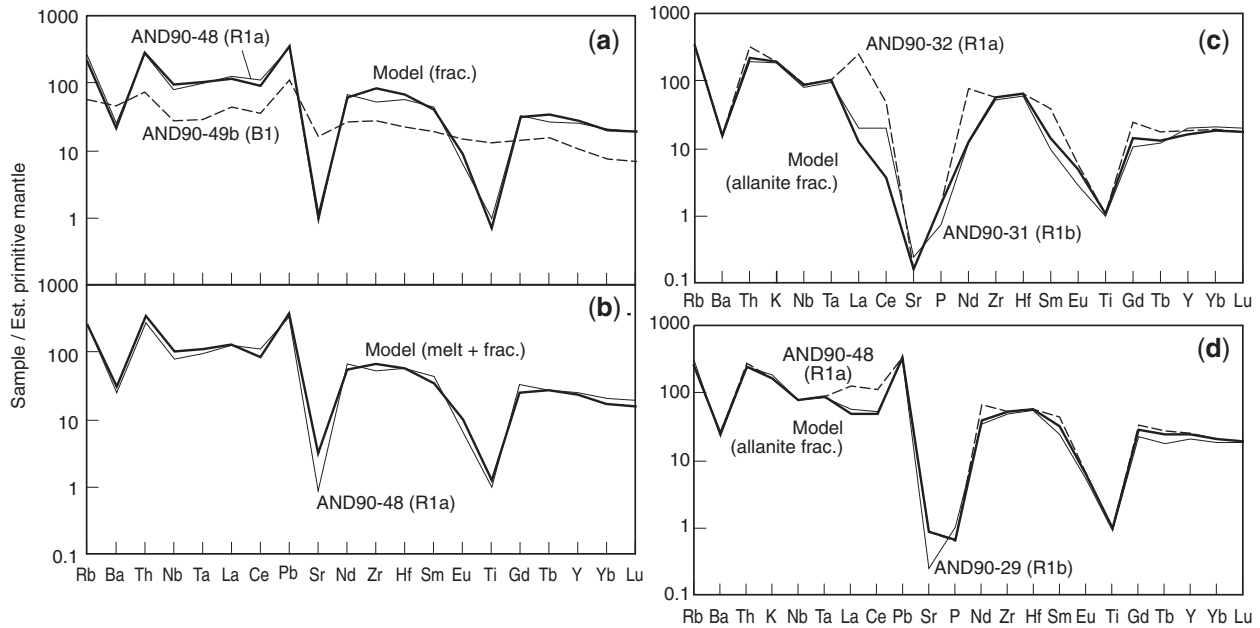 Sample / Est. primitive mantle
1000
100
10
1
(a)
AND90-48 (R1a)
Model (frac.)
AND90-49b (B1)
1000
100
10
1
0.1
(b) .
Model (melt + frac.)
AND90-48 (R1a)
Rb Ba Th Nb Ta La Ce Pb Sr Nd Zr Hf Sm Eu Ti Gd Tb Y Yb Lu
1000
100
10
1
0.1
(c)
AND90-32 (R1a)
Model
(allanite frac.)
AND90-31 (R1b)
Rb Ba Th K Nb Ta La Ce Sr P Nd Zr Hf Sm Eu Ti Gd Tb Y Yb Lu
1000
100
10
1
0.1
(d)
AND90-48
(R1a)
Model
(allanite frac.)
AND90-29 (R1b)
Rb Ba Th K Nb Ta La Ce Pb Sr P Nd Zr Hf Sm Eu Ti Gd Tb Y Yb Lu